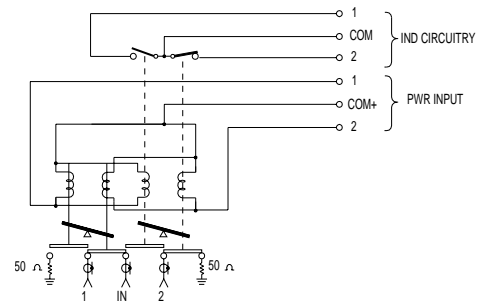 1
COM
2
IND CIRCUITRY
1
COM+
2
PWR INPUT
50 Ω
50 Ω
1 IN 2